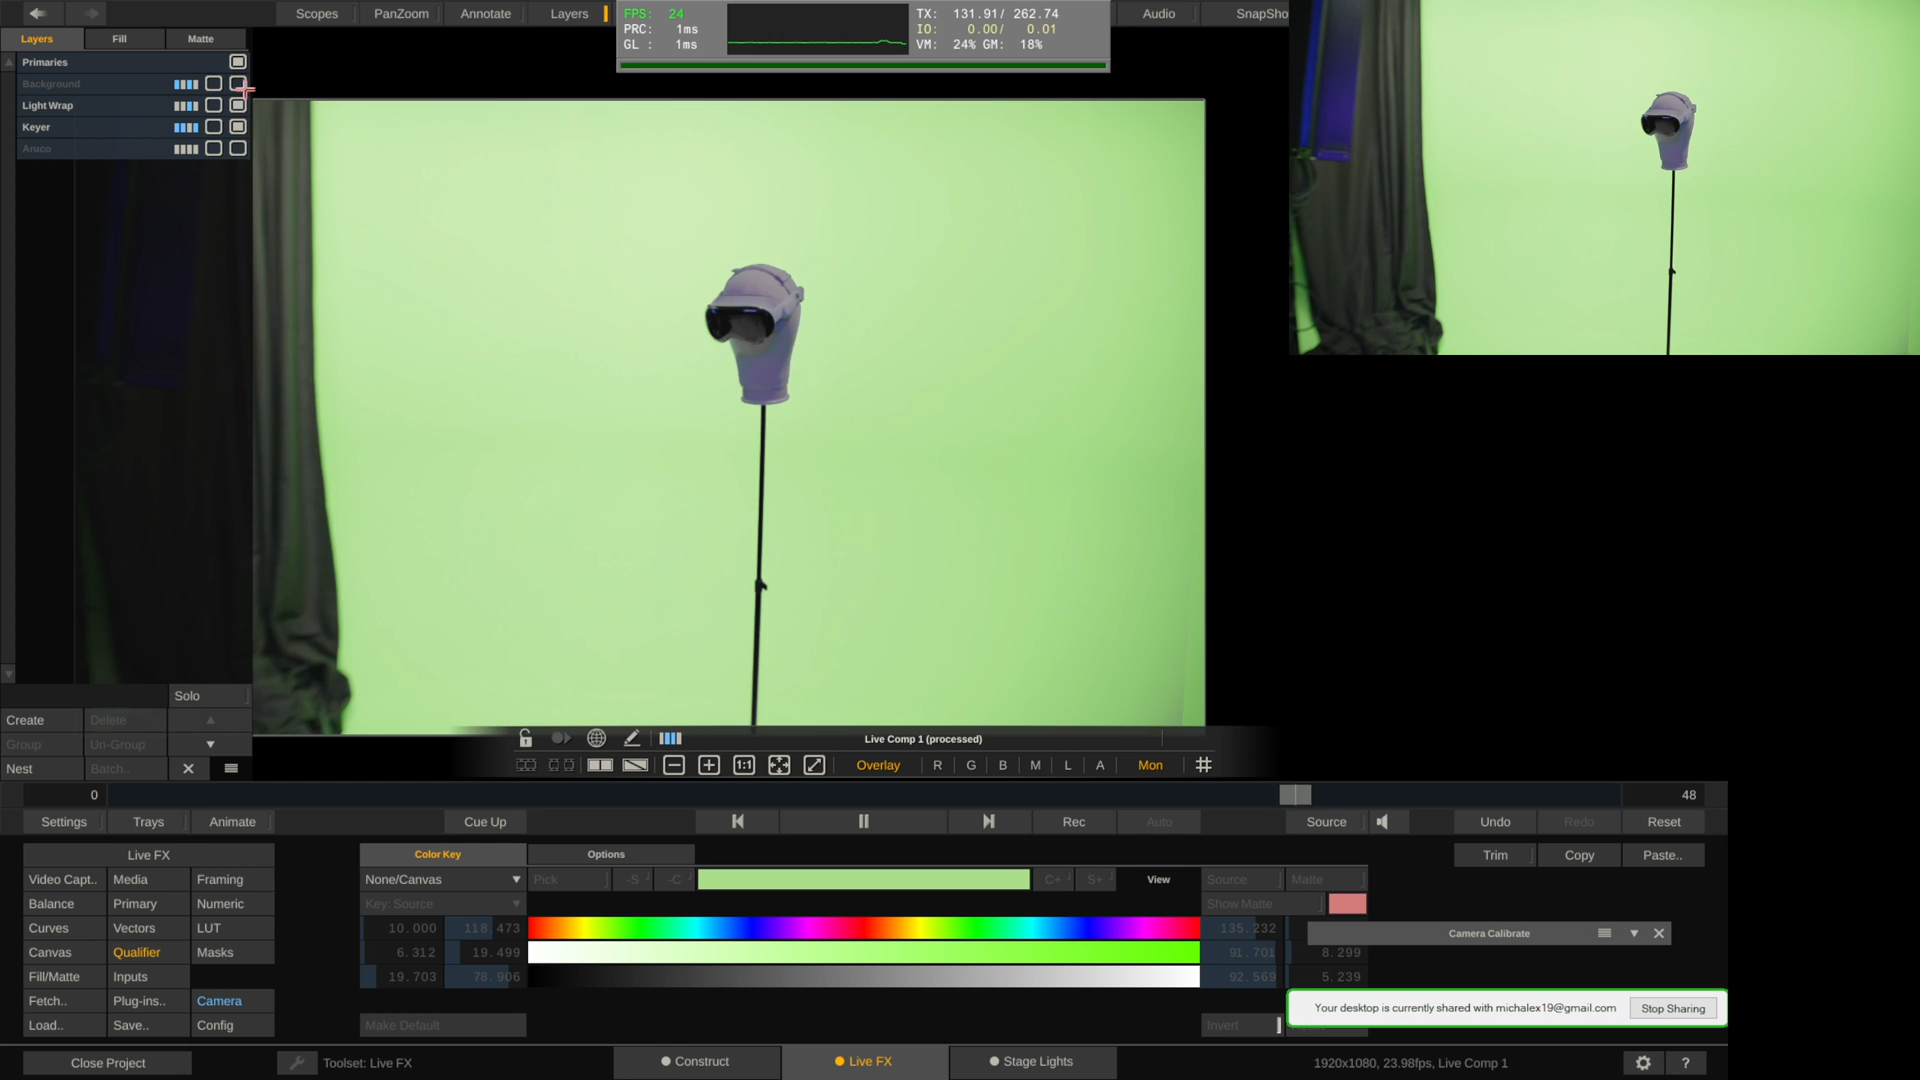 Scopes PanZoom Annotate Layers
FPS: 24 TX: 131.91/ 262.74
PRC: 1ms IO: 0.00/ 0.01
GL : 1ms VM: 24% GM: 18%
Audio SnapSho
Layers Fill Matte
Primaries
Background
Light Wrap
Keyer
Aruco
Solo
Create Delete
Group Un-Group
Nest Batch..
Live Comp 1 (processed)
1:1 Overlay R G B M L A Mon
0 48
Settings Trays Animate Cue Up Rec Auto Source Undo Redo Reset
Live FX Color Key Options Trim Copy Paste..
Video Capt.. Media Framing None/Canvas Pick -S -C C+ S+ View Source Matte
Balance Primary Numeric Key: Source Show Matte
Curves Vectors LUT 10.000 118.473 135.232 Camera Calibrate
Canvas Qualifier Masks 6.312 19.499 91.701 8.299
Fill/Matte Inputs 19.703 78.906 92.569 5.239
Fetch.. Plug-ins.. Camera
Your desktop is currently shared with michalex19@gmail.com Stop Sharing
Load.. Save.. Config Make Default Invert
Close Project Toolset: Live FX Construct Live FX Stage Lights 1920x1080, 23.98fps, Live Comp 1 ?